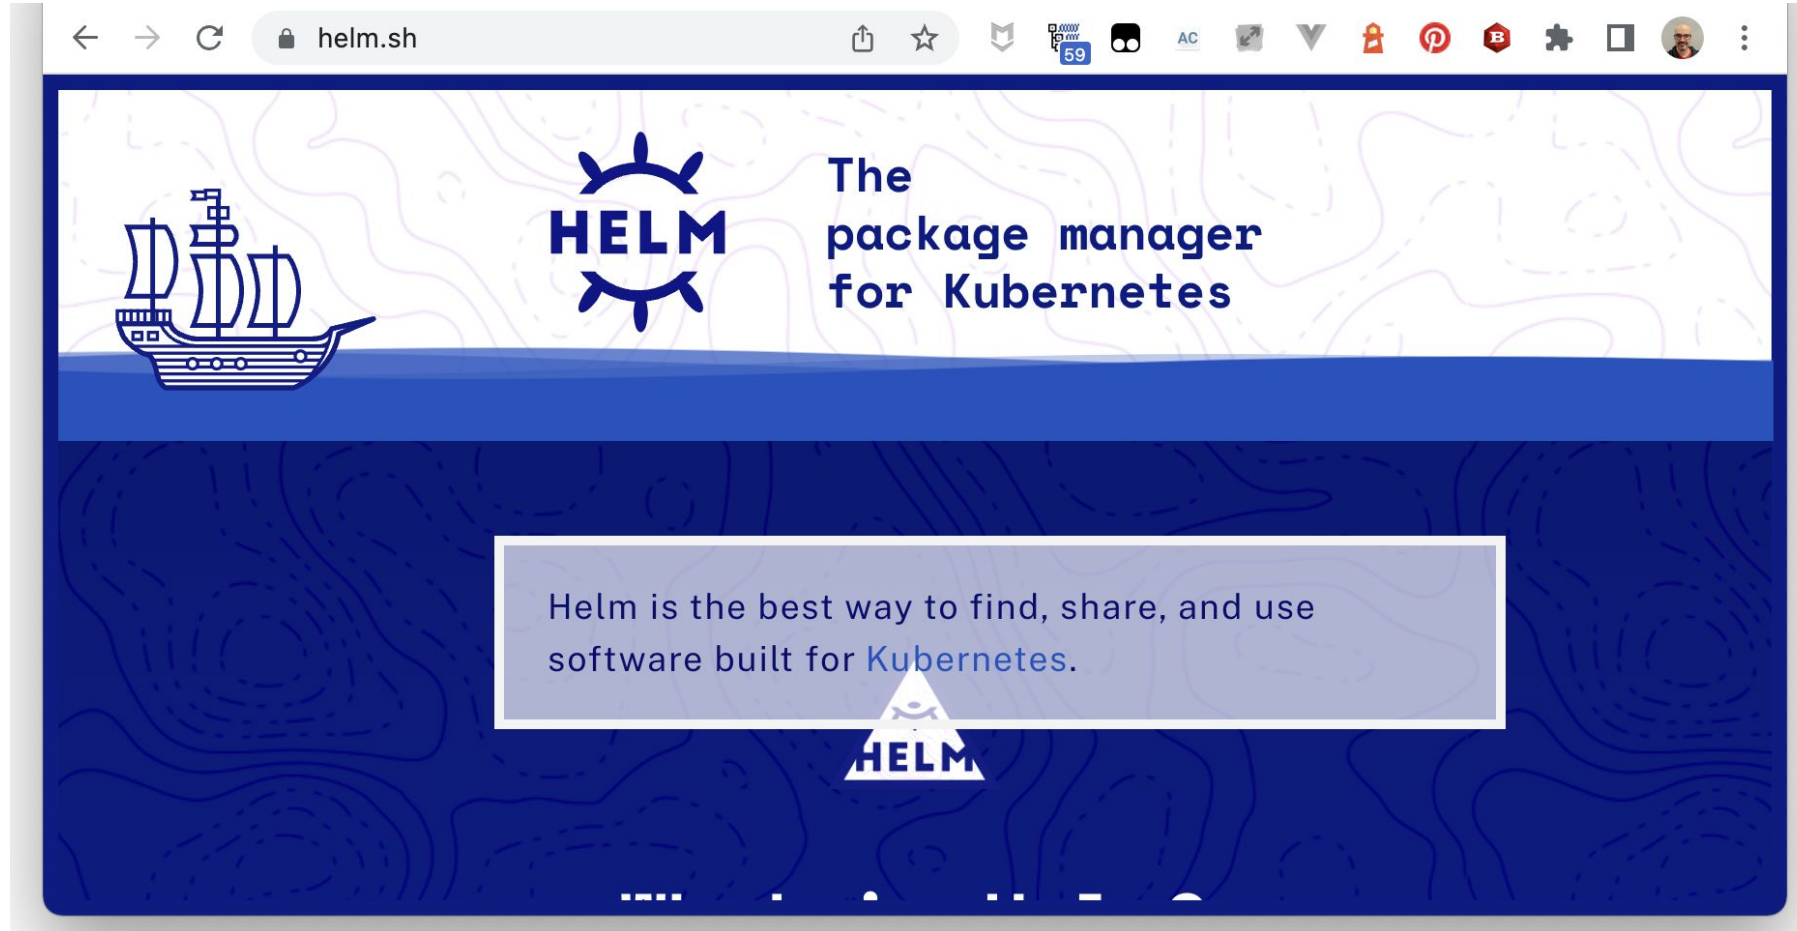 helm.sh
59
AC
B
HELM
The
package manager
for Kubernetes
Helm is the best way to find, share, and use
software built for Kubernetes.
HELM